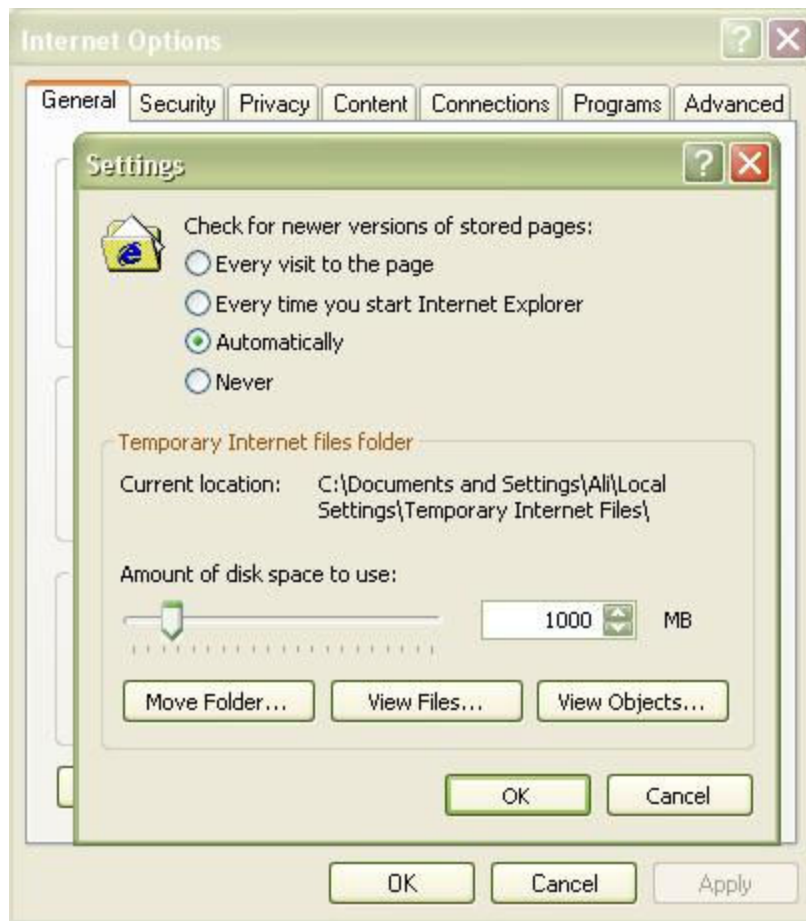 Internet Options
General Security Privacy Content Connections Programs Advanced
Settings
Check for newer versions of stored pages:
Every visit to the page
Every time you start Internet Explorer
Automatically
Never
Temporary Internet files folder
Current location: C:\Documents and Settings\Ali\Local
Settings\Temporary Internet Files\
Amount of disk space to use:
1000 MB
Move Folder... View Files... View Objects...
OK Cancel
OK Cancel Apply